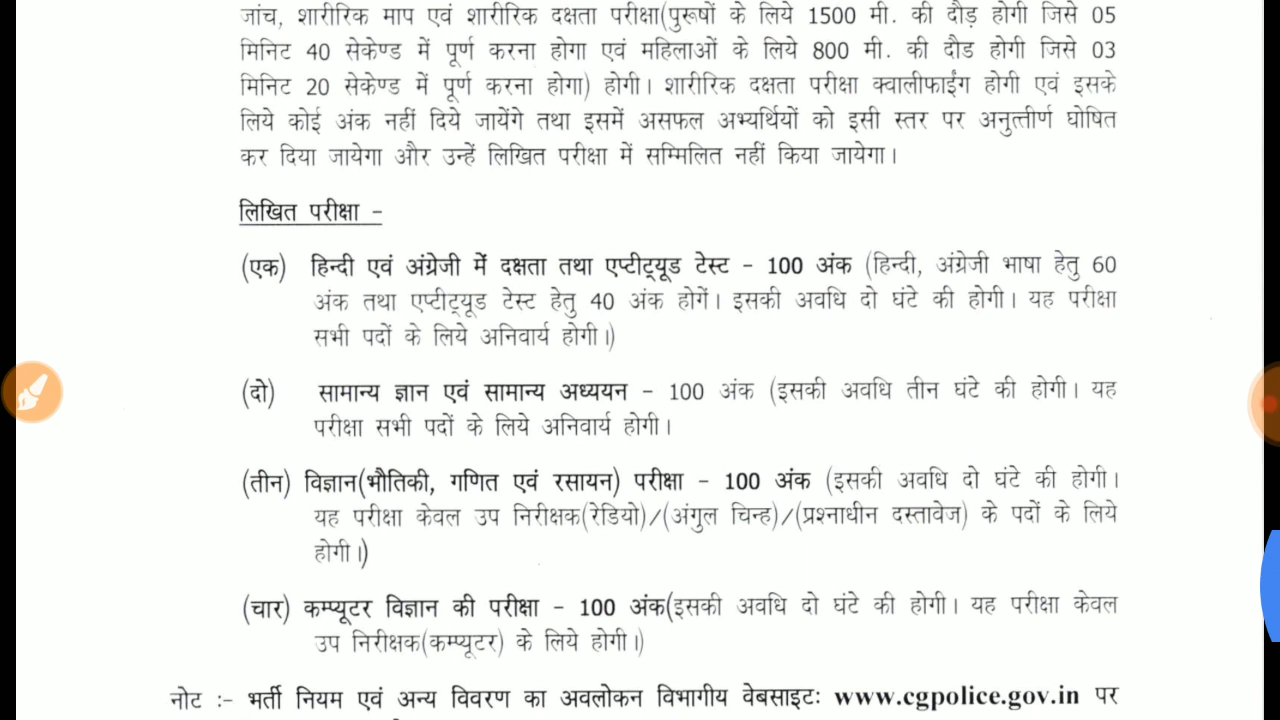 जांच, शारीरिक माप एवं शारीरिक दक्षता परीक्षा(पुरूषों के लिये 1500 मी. की दौड़ होगी जिसे 05
मिनिट 40 सेकेण्ड में पूर्ण करना होगा एवं महिलाओं के लिये 800 मी. की दौड होगी जिसे 03
मिनिट 20 सेकेण्ड में पूर्ण करना होगा) होगी। शारीरिक दक्षता परीक्षा क्वालीफाईंग होगी एवं इसके
लिये कोई अंक नहीं दिये जायेंगे तथा इसमें असफल अभ्यर्थियों को इसी स्तर पर अनुत्तीर्ण घोषित
कर दिया जायेगा और उन्हें लिखित परीक्षा में सम्मिलित नहीं किया जायेगा।
लिखित परीक्षा -
(एक) हिन्दी एवं अंग्रेजी में दक्षता तथा एप्टीट्यूड टेस्ट - 100 अंक (हिन्दी, अंग्रेजी भाषा हेतु 60
अंक तथा एप्टीट्यूड टेस्ट हेतु 40 अंक होगें। इसकी अवधि दो घंटे की होगी। यह परीक्षा
सभी पदों के लिये अनिवार्य होगी।)
(दो) सामान्य ज्ञान एवं सामान्य अध्ययन - 100 अंक (इसकी अवधि तीन घंटे की होगी। यह
परीक्षा सभी पदों के लिये अनिवार्य होगी।
(तीन) विज्ञान(भौतिकी, गणित एवं रसायन) परीक्षा - 100 अंक (इसकी अवधि दो घंटे की होगी।
यह परीक्षा केवल उप निरीक्षक(रेडियो)/(अंगुल चिन्ह)/(प्रश्नाधीन दस्तावेज) के पदों के लिये
होगी।)
(चार) कम्प्यूटर विज्ञान की परीक्षा - 100 अंक(इसकी अवधि दो घंटे की होगी। यह परीक्षा केवल
उप निरीक्षक(कम्प्यूटर) के लिये होगी।)
नोट :- भर्ती नियम एवं अन्य विवरण का अवलोकन विभागीय वेबसाइटः www.cgpolice.gov.in पर